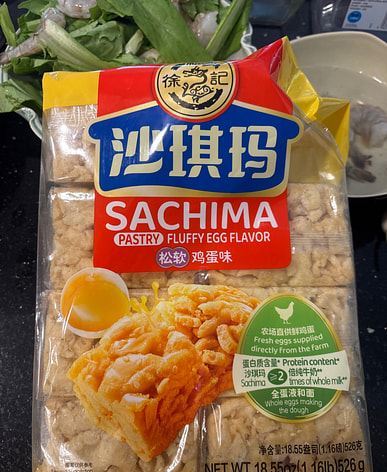 徐記
沙琪玛
SACHIMA
PASTRY FLUFFY EGG FLAVOR
松软 鸡蛋味
农场直供鲜鸡蛋
Fresh eggs supplied
directly from the farm
蛋白质含量* Protein content*
沙琪玛 Sachima ≥2 倍纯牛奶** times of whole milk**
全蛋液和面
Whole eggs making
the dough
净含量:18.55盎司(1.16磅)526克
NET WT 18.55oz(1.16lb)526g